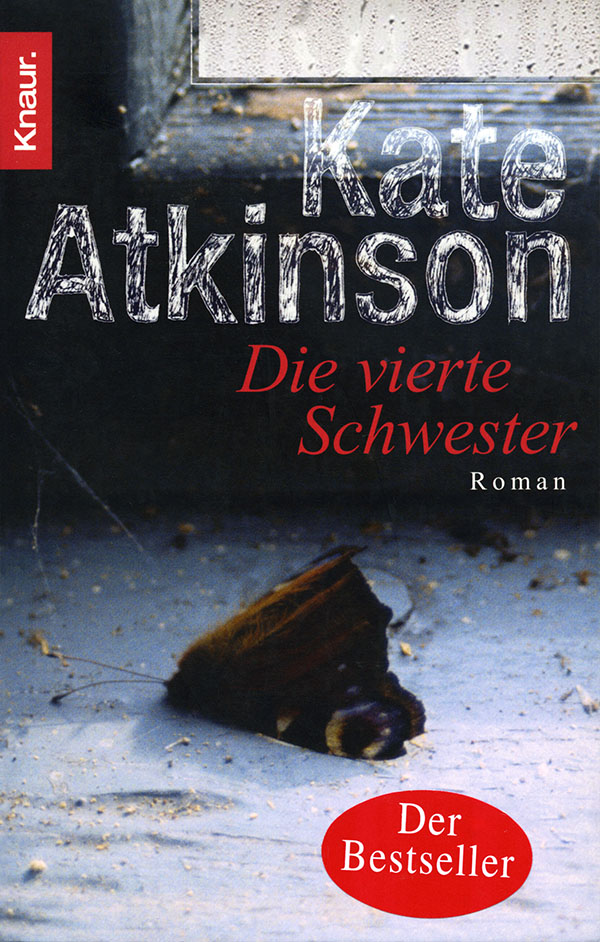 Knaur.
Kate
Atkinson
Die vierte
Schwester
Roman
Der
Bestseller